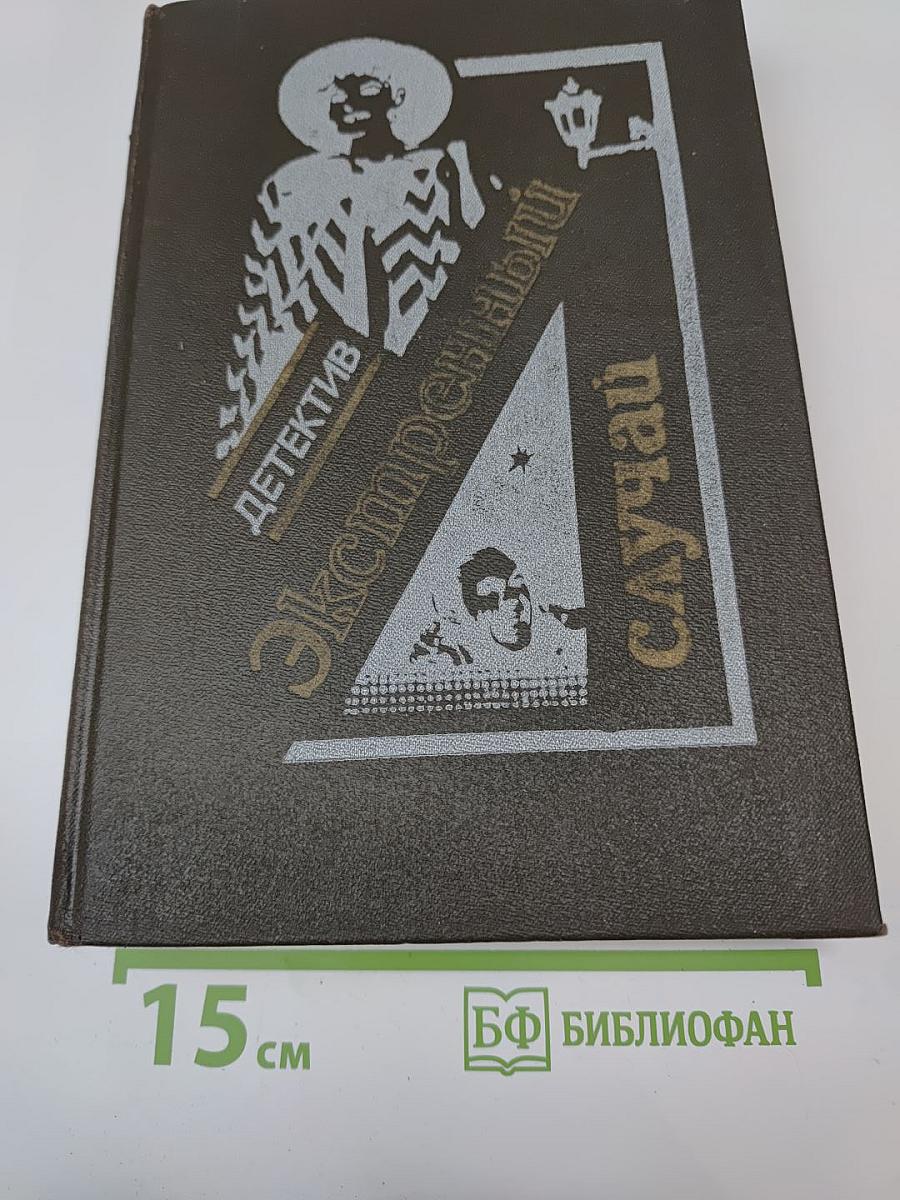 ДЕТЕКТИВ
Экстренный
случай
15 см
БФ БИБЛИОФАН